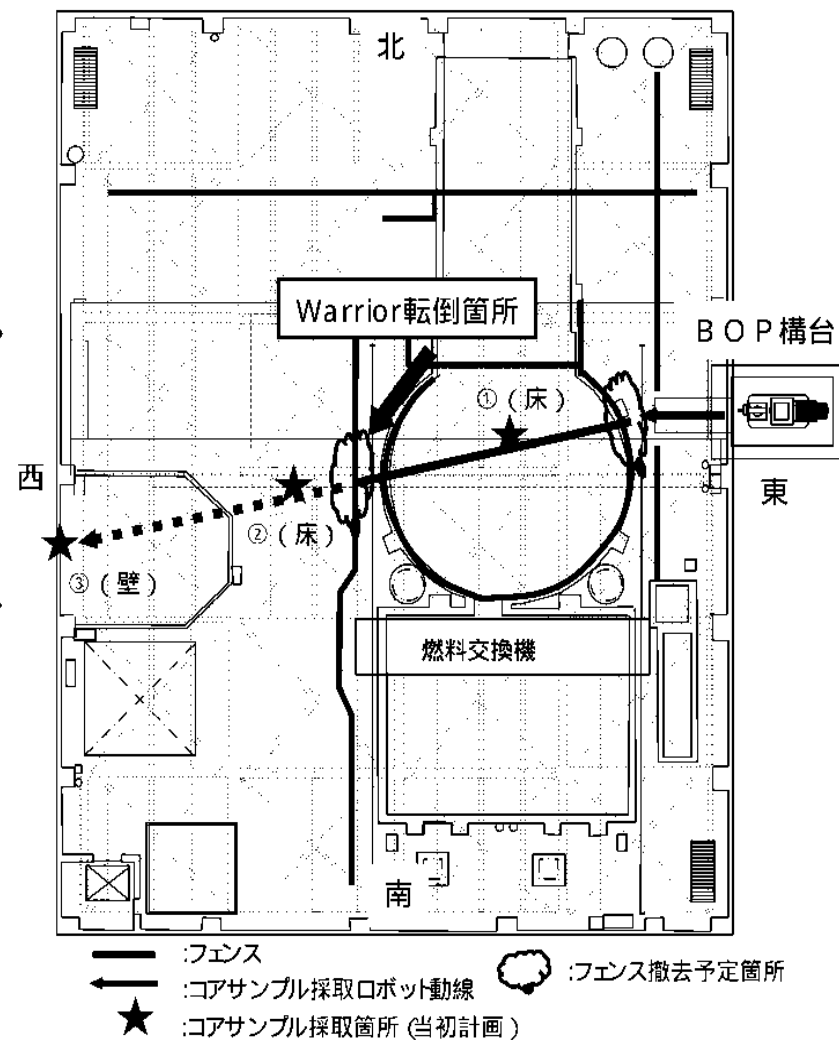 北
Warrior転倒箇所
BOP構台
①(床)
西
東
②(床)
③(壁)
燃料交換機
南
:フェンス
:コアサンプル採取ロボット動線
:フェンス撤去予定箇所
:コアサンプル採取箇所(当初計画)